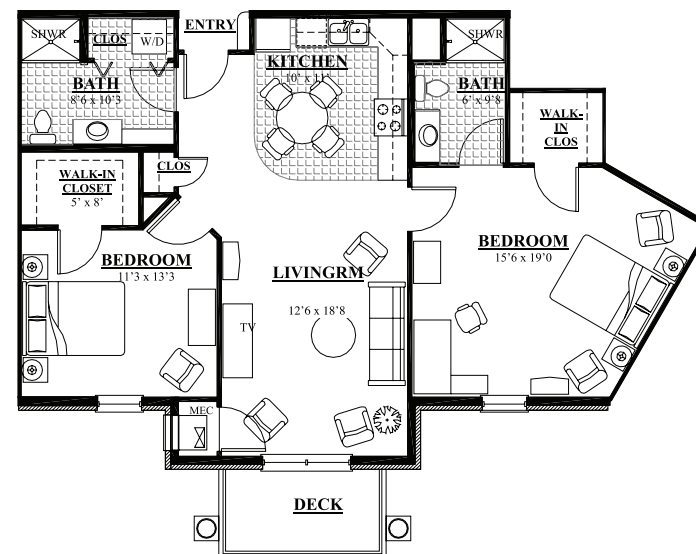 ENTRY
SHWR
CLOS
W/D
BATH
8'6 x 10'3
KITCHEN
10' x 11'
SHWR
BATH
6' x 9'8
WALK-
IN
CLOS
CLOS
WALK-IN
CLOSET
5' x 8'
BEDROOM
11'3 x 13'3
LIVINGRM
12'6 x 18'8
TV
BEDROOM
15'6 x 19'0
MEC
DECK